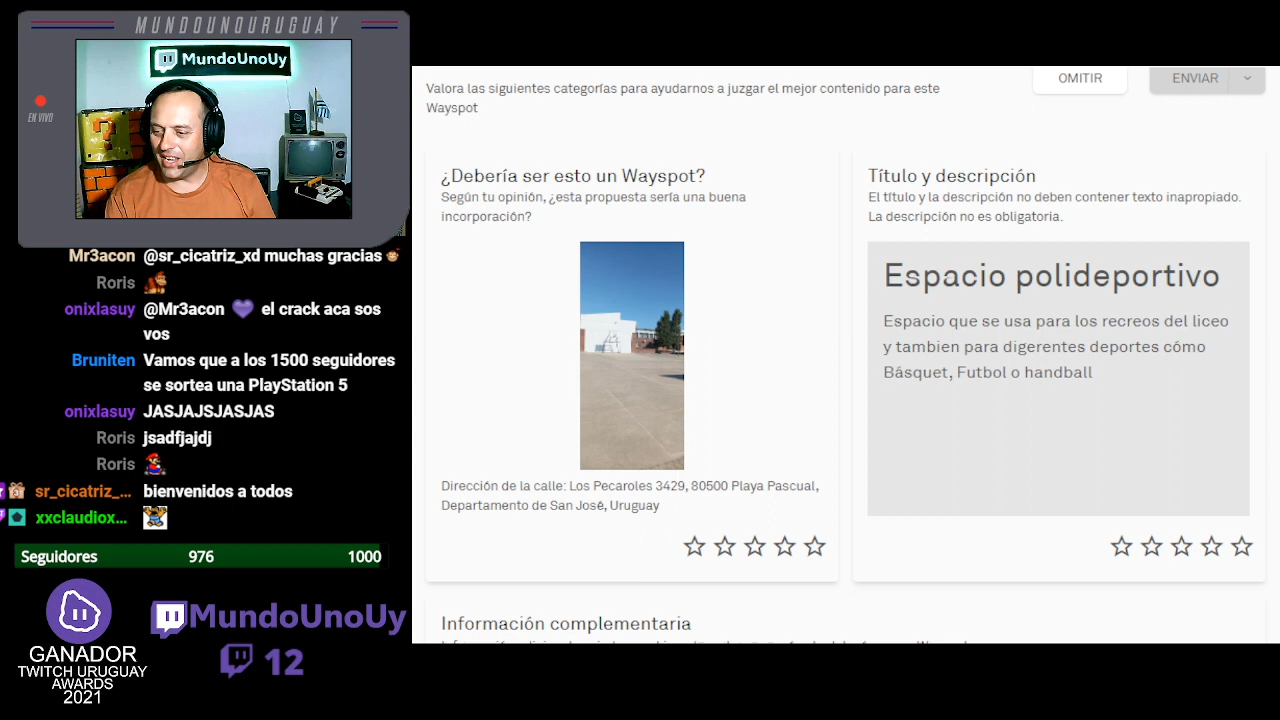 MUNDOUNOURUGUAY
MundoUnoUy
EN VIVO
Mr3acon @sr_cicatriz_xd muchas gracias
Roris
onixlasuy @Mr3acon el crack aca sos
vos
Bruniten Vamos que a los 1500 seguidores
se sortea una PlayStation 5
onixlasuy JASJAJSJASJAS
Roris jsadfjajdj
Roris
sr_cicatriz_... bienvenidos a todos
xxclaudiox...
Seguidores 976 1000
MundoUnoUy
12
GANADOR
TWITCH URUGUAY
AWARDS
2021
Valora las siguientes categorías para ayudarnos a juzgar el mejor contenido para este
Wayspot
OMITIR
ENVIAR
¿Debería ser esto un Wayspot?
Según tu opinión, ¿esta propuesta sería una buena
incorporación?
Dirección de la calle: Los Pecaroles 3429, 80500 Playa Pascual,
Departamento de San José, Uruguay
Título y descripción
El título y la descripción no deben contener texto inapropiado.
La descripción no es obligatoria.
Espacio polideportivo
Espacio que se usa para los recreos del liceo
y tambien para digerentes deportes cómo
Básquet, Futbol o handball
Información complementaria